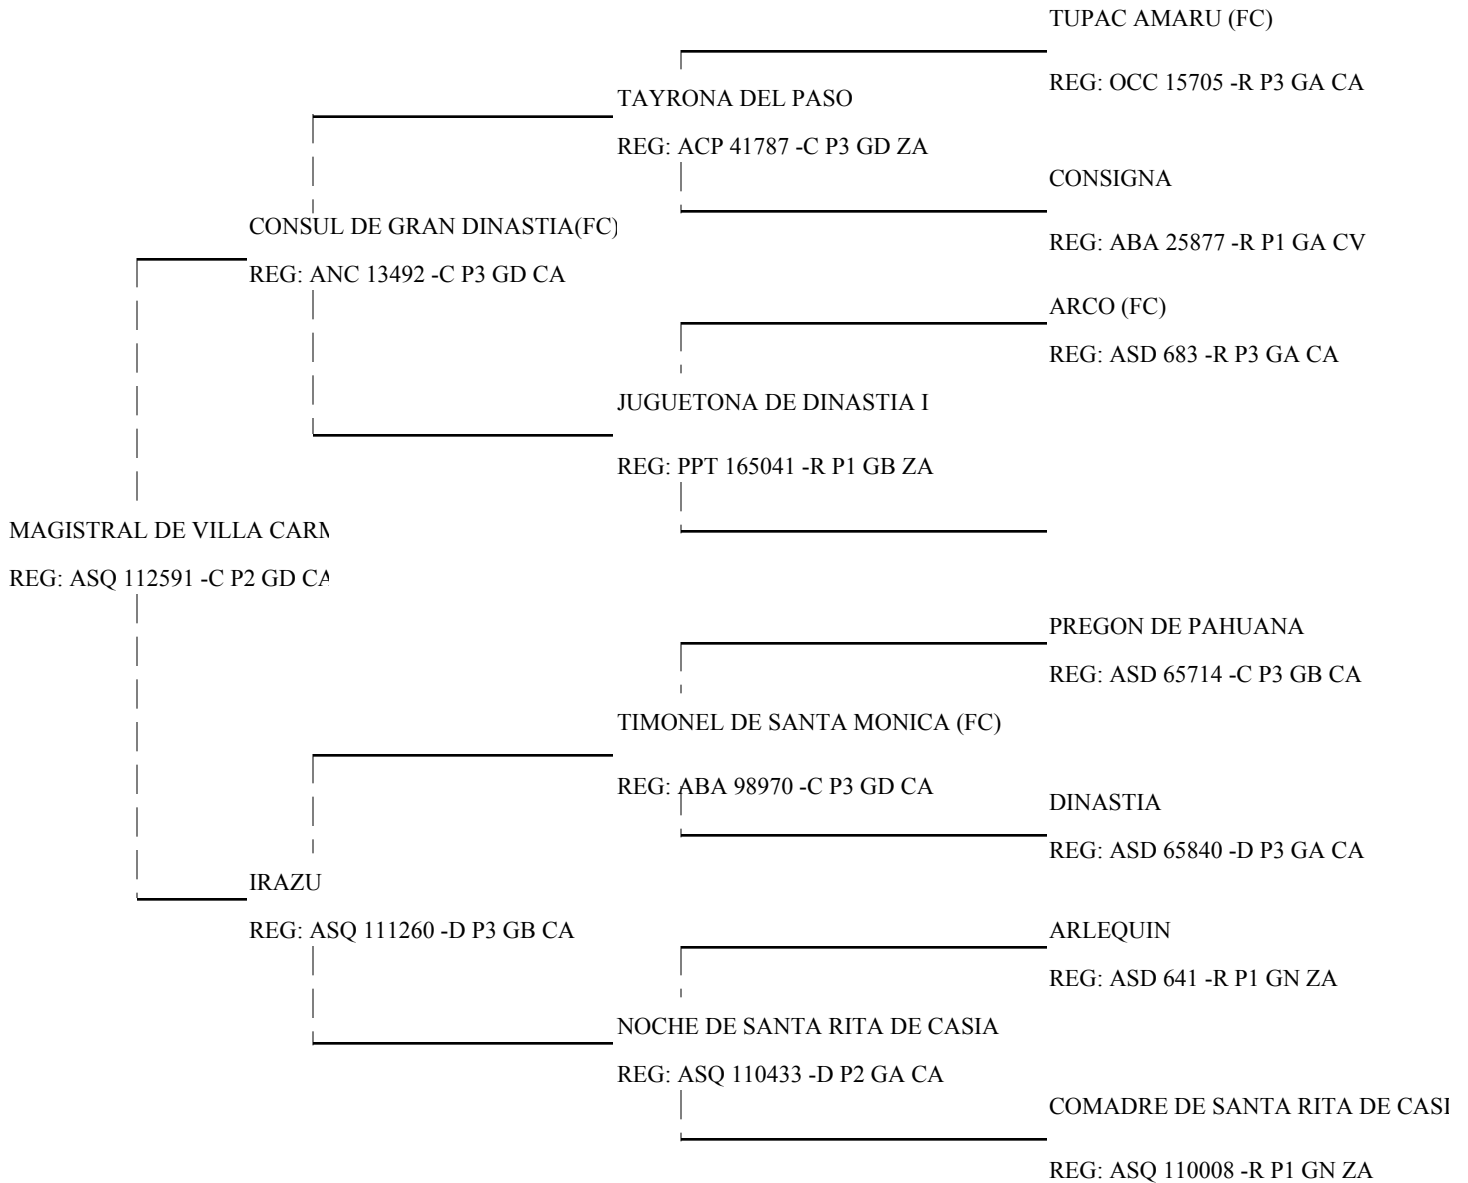 TUPAC AMARU (FC)
REG: OCC 15705 -R P3 GA CA
TAYRONA DEL PASO
REG: ACP 41787 -C P3 GD ZA
CONSIGNA
REG: ABA 25877 -R P1 GA CV
CONSUL DE GRAN DINASTIA(FC)
REG: ANC 13492 -C P3 GD CA
ARCO (FC)
REG: ASD 683 -R P3 GA CA
JUGUETONA DE DINASTIA I
REG: PPT 165041 -R P1 GB ZA
MAGISTRAL DE VILLA CARM
REG: ASQ 112591 -C P2 GD CA
PREGON DE PAHUANA
REG: ASD 65714 -C P3 GB CA
TIMONEL DE SANTA MONICA (FC)
REG: ABA 98970 -C P3 GD CA
DINASTIA
REG: ASD 65840 -D P3 GA CA
IRAZU
REG: ASQ 111260 -D P3 GB CA
ARLEQUIN
REG: ASD 641 -R P1 GN ZA
NOCHE DE SANTA RITA DE CASIA
REG: ASQ 110433 -D P2 GA CA
COMADRE DE SANTA RITA DE CASI
REG: ASQ 110008 -R P1 GN ZA